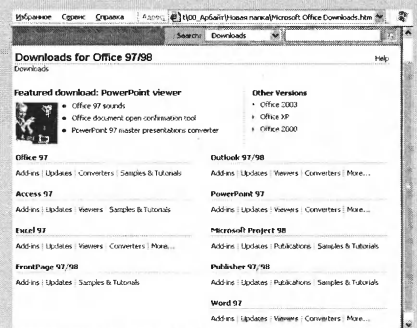 Избранное Сервис Справка Адрес t\00_Арбайт\Новая папка\Microsoft Office Downloads.htm
Search: Downloads
Downloads for Office 97/98 Help
Downloads
Featured download: PowerPoint viewer
Office 97 sounds
Office document open confirmation tool
PowerPoint 97 master presentations converter
Other Versions
Office 2003
Office XP
Office 2000
Office 97
Add-ins | Updates | Converters | Samples & Tutorials
Access 97
Add-ins | Updates | Viewers | Samples & Tutorials
Excel 97
Add-ins | Updates | Viewers | Converters | More...
FrontPage 97/98
Add-ins | Updates | Samples & Tutorials
Outlook 97/98
Add-ins | Updates | Viewers | Converters | More...
PowerPoint 97
Add-ins | Updates | Viewers | Converters | More...
Microsoft Project 98
Add-ins | Updates | Publications | Samples & Tutorials
Publisher 97/98
Add-ins | Updates | Publications | Samples & Tutorials
Word 97
Add-ins | Updates | Viewers | Converters | More...